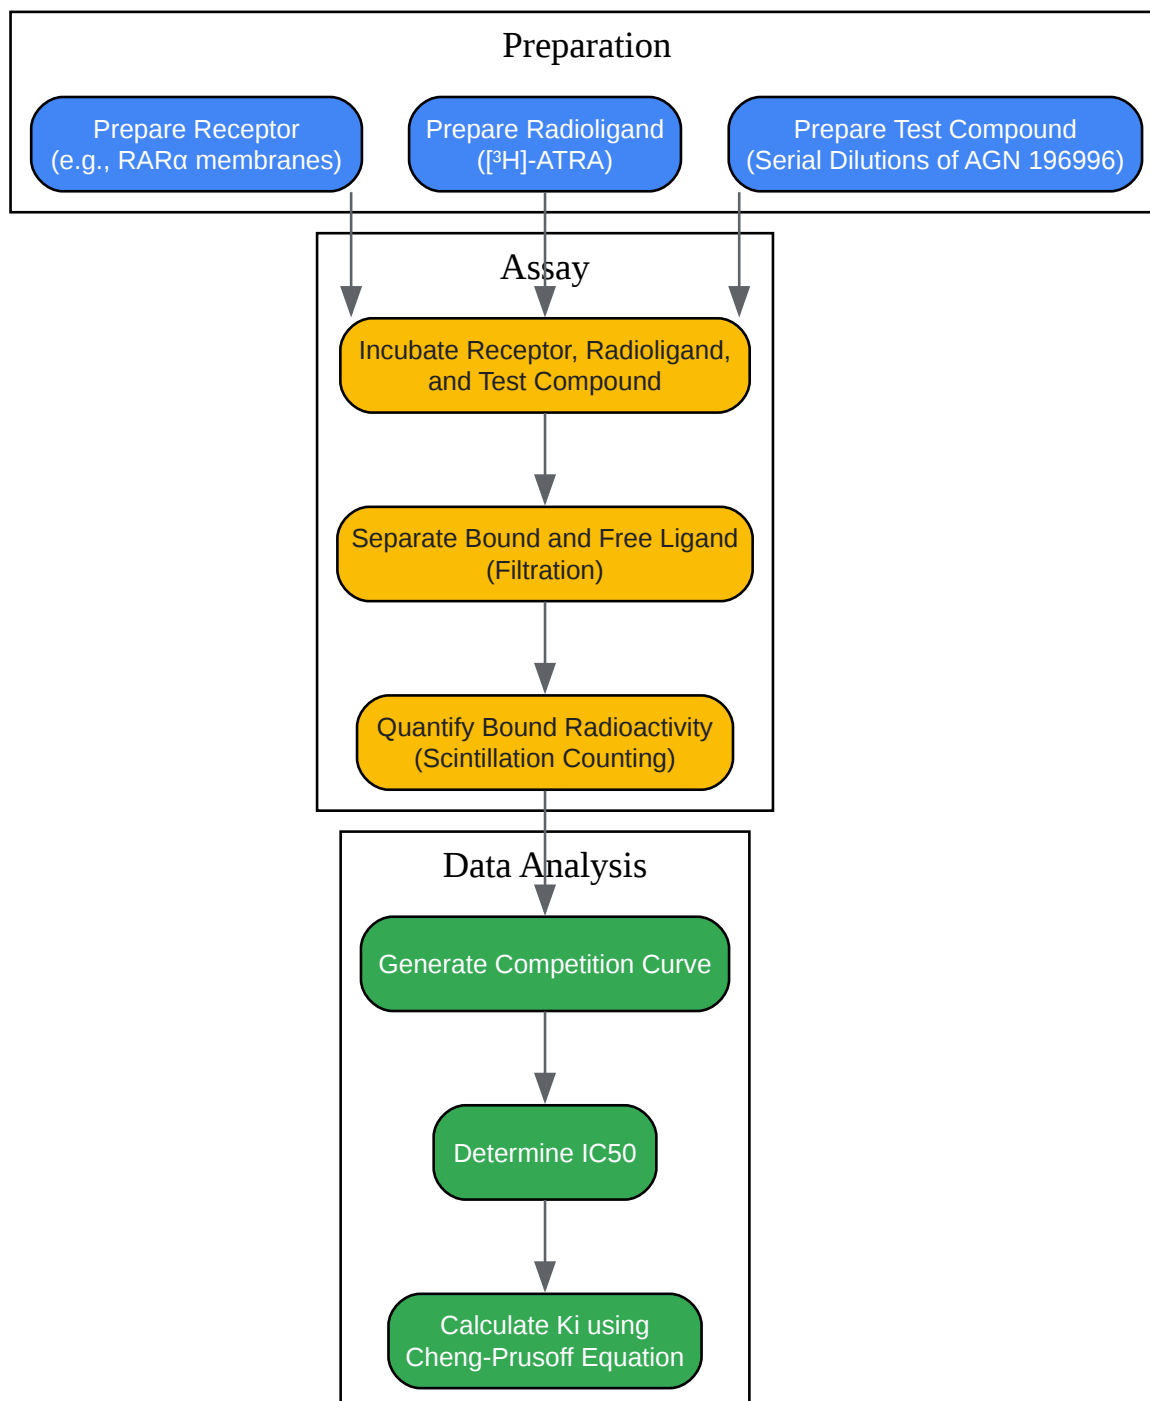 Preparation
Prepare Receptor
(e.g., RARα membranes)
Prepare Radioligand
([³H]-ATRA)
Prepare Test Compound
(Serial Dilutions of AGN 196996)
Assay
Incubate Receptor, Radioligand,
and Test Compound
Separate Bound and Free Ligand
(Filtration)
Quantify Bound Radioactivity
(Scintillation Counting)
Data Analysis
Generate Competition Curve
Determine IC50
Calculate Ki using
Cheng-Prusoff Equation